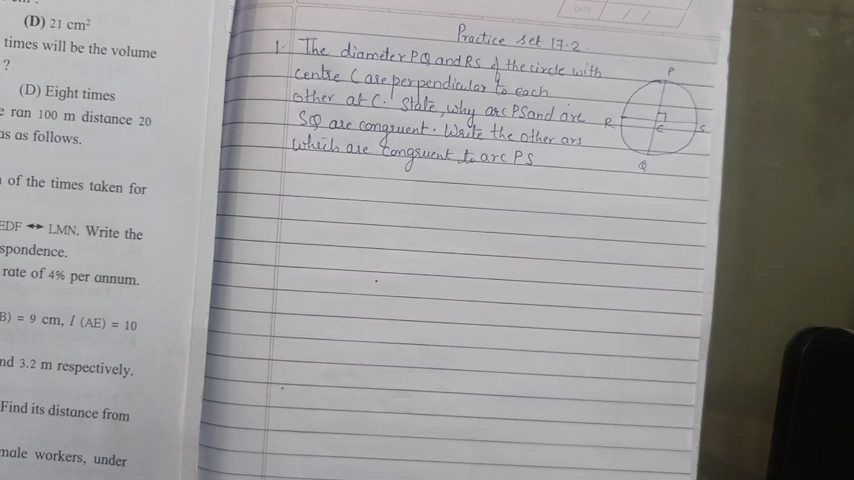 (D) 21 cm²
times will be the volume
?
(D) Eight times
ran 100 m distance 20
as follows.
of the times taken for
EDF ↔ LMN. Write the
spondence.
rate of 4% per annum.
B) = 9 cm, l (AE) = 10
nd 3.2 m respectively.
Find its distance from
male workers, under
DATE
Practice set 17.2.
1. The diameter PQ and RS of the circle with
centre C are perpendicular to each
other at C. State, why arc PS and arc
SQ are congruent. Write the other arcs
which are congruent to arc PS
P
R
C
S
Q